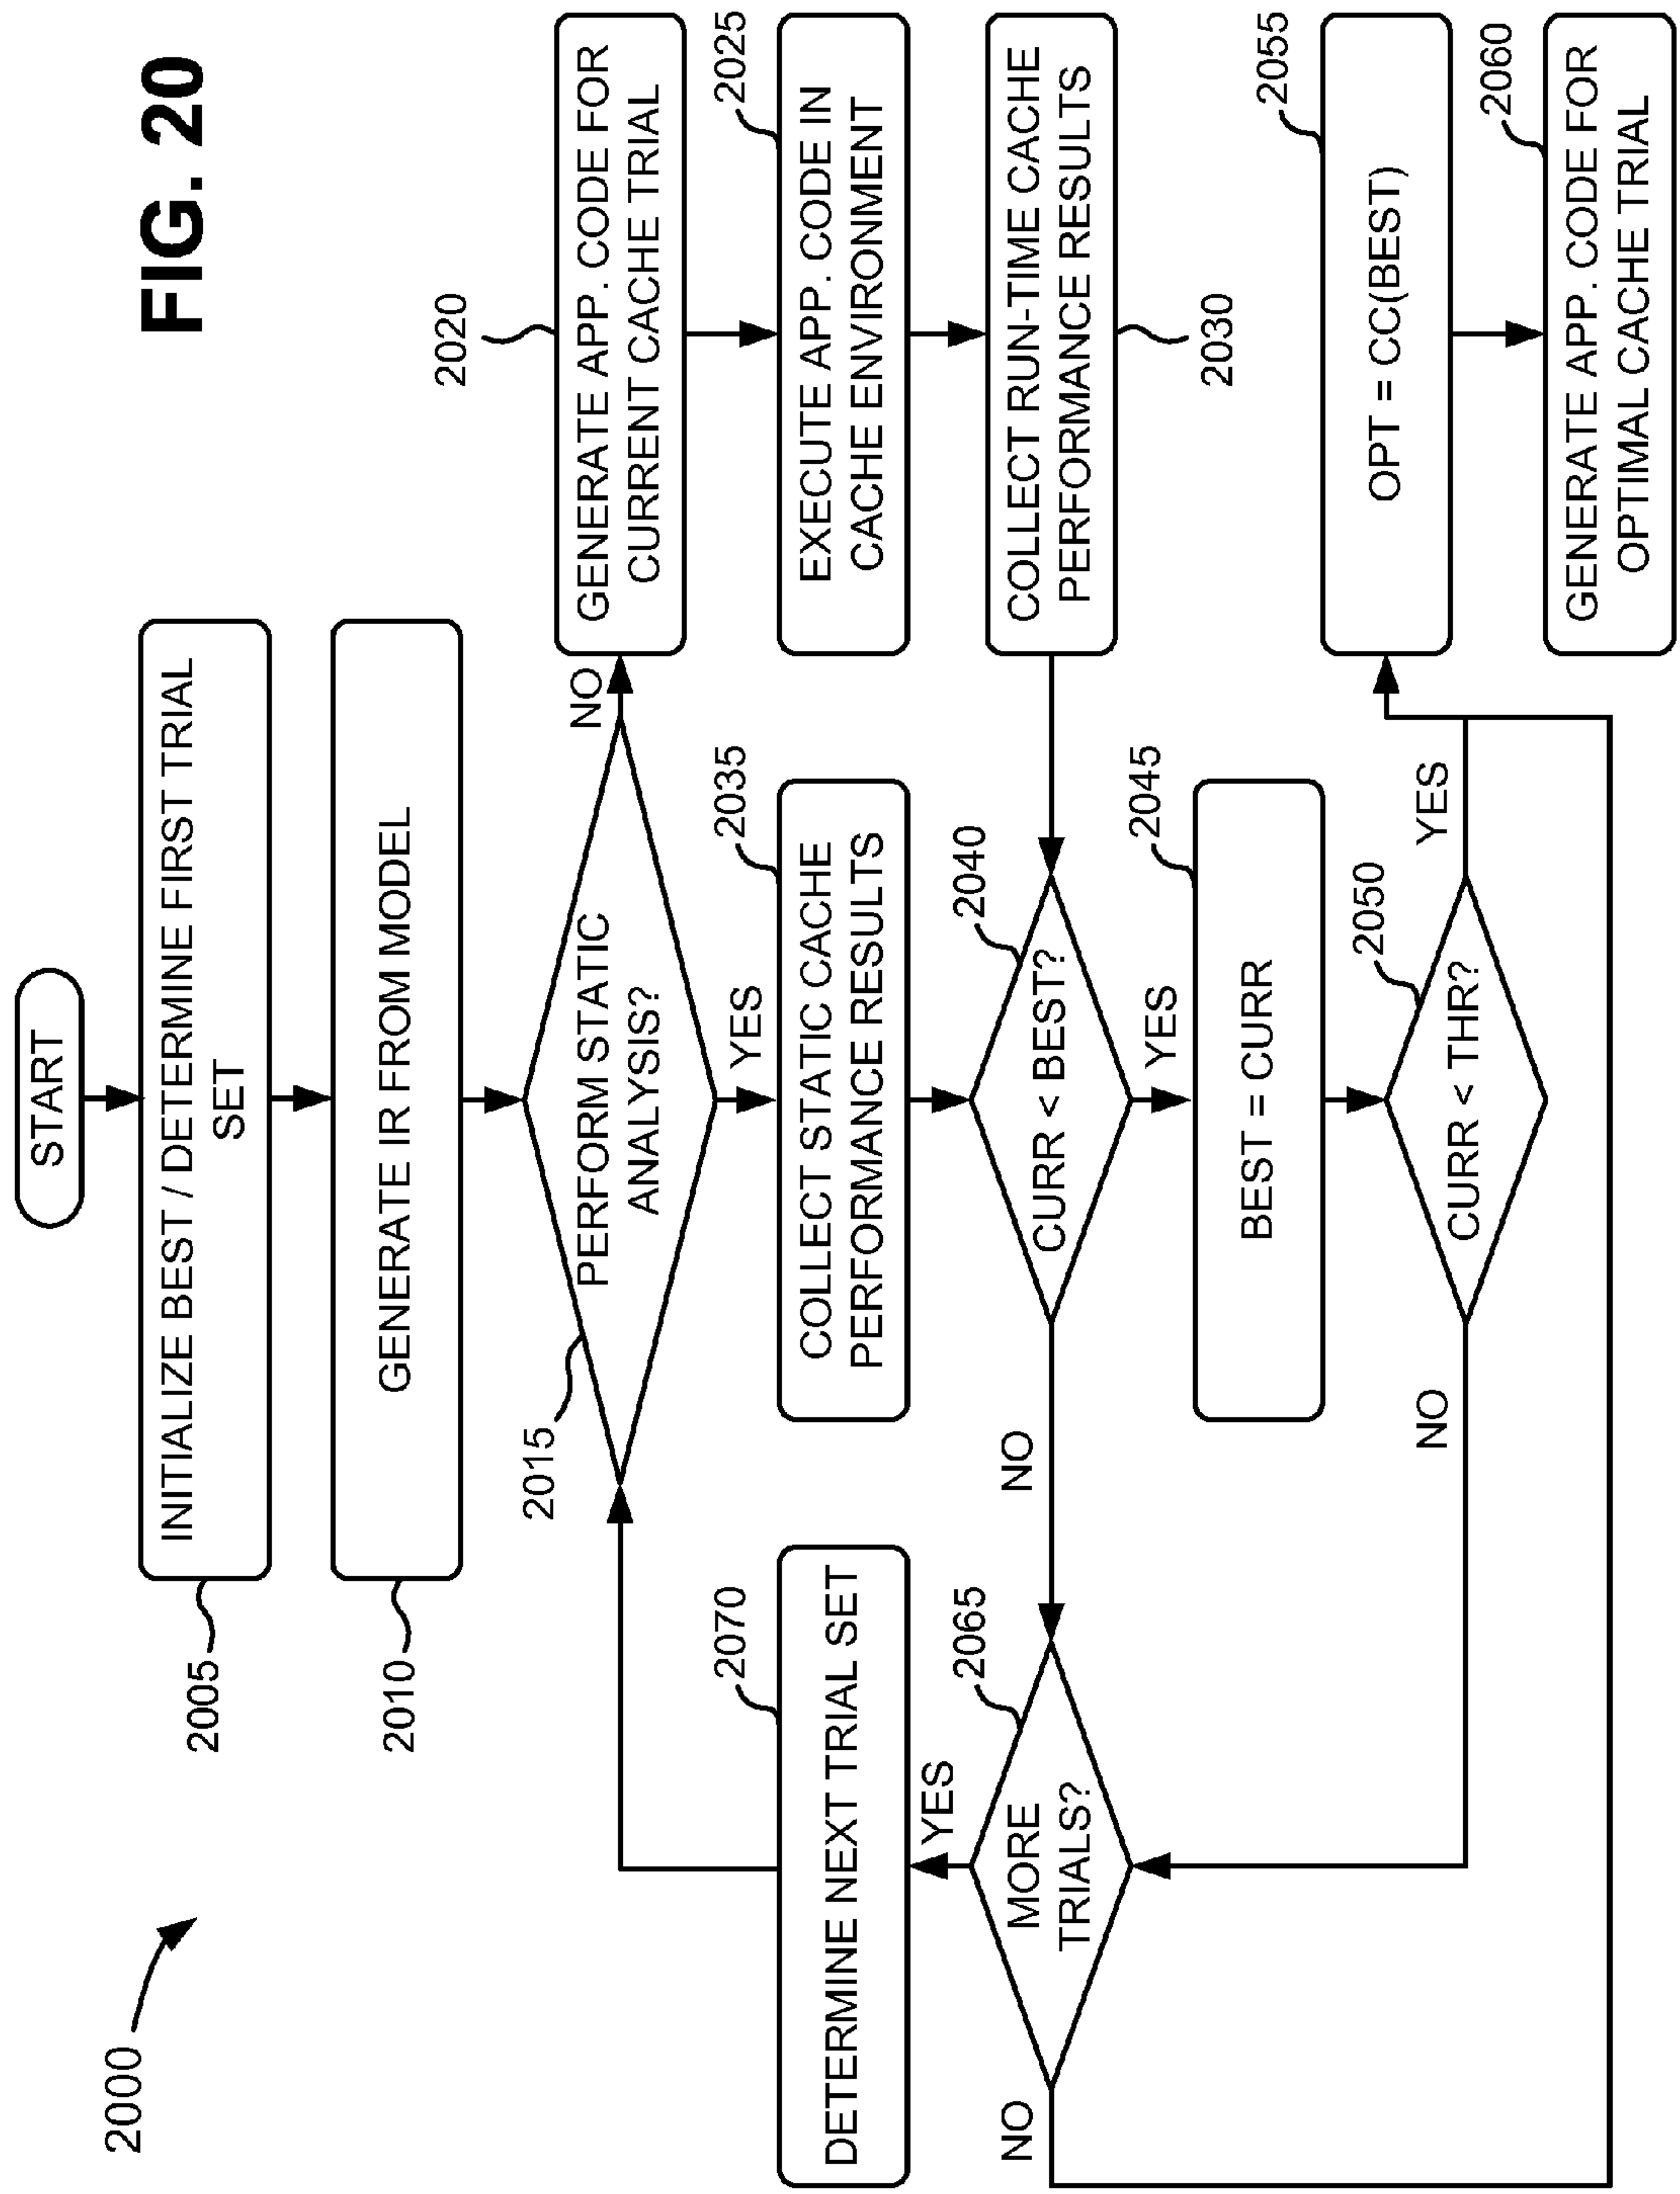 FIG. 20
2000
START
INITIALIZE BEST / DETERMINE FIRST TRIAL
SET
2005
GENERATE IR FROM MODEL
2010
PERFORM STATIC
ANALYSIS?
2015
NO
YES
GENERATE APP. CODE FOR
CURRENT CACHE TRIAL
2020
EXECUTE APP. CODE IN
CACHE ENVIRONMENT
2025
COLLECT RUN-TIME CACHE
PERFORMANCE RESULTS
2030
COLLECT STATIC CACHE
PERFORMANCE RESULTS
2035
CURR < BEST?
2040
NO
YES
BEST = CURR
2045
CURR < THR?
2050
NO
YES
OPT = CC(BEST)
2055
GENERATE APP. CODE FOR
OPTIMAL CACHE TRIAL
2060
MORE
TRIALS?
2065
NO
YES
DETERMINE NEXT TRIAL SET
2070